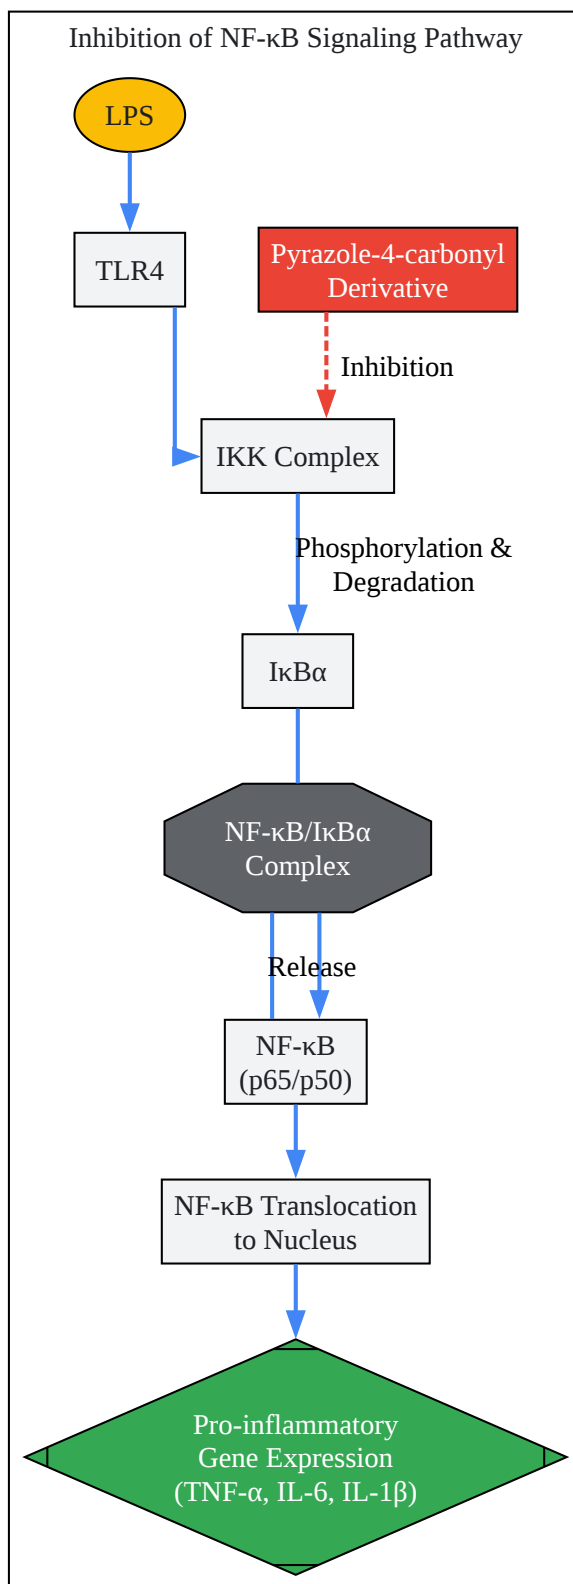 Inhibition of NF-κB Signaling Pathway
LPS
TLR4
Pyrazole-4-carbonyl
Derivative
Inhibition
IKK Complex
Phosphorylation &
Degradation
IκBα
NF-κB/IκBα
Complex
Release
NF-κB
(p65/p50)
NF-κB Translocation
to Nucleus
Pro-inflammatory
Gene Expression
(TNF-α, IL-6, IL-1β)